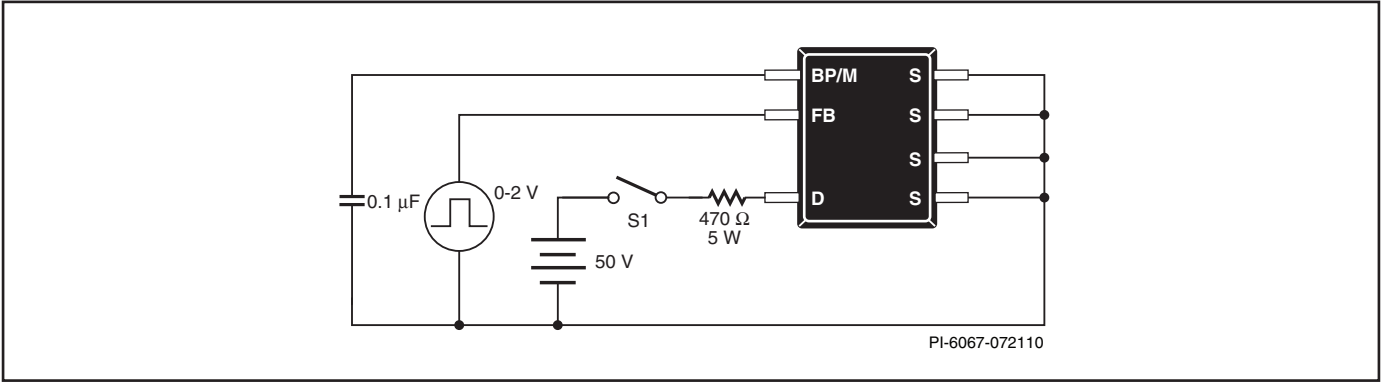 BP/M S
FB S
S
D S
0.1 μF
0-2 V
S1
470 Ω
5 W
50 V
PI-6067-072110